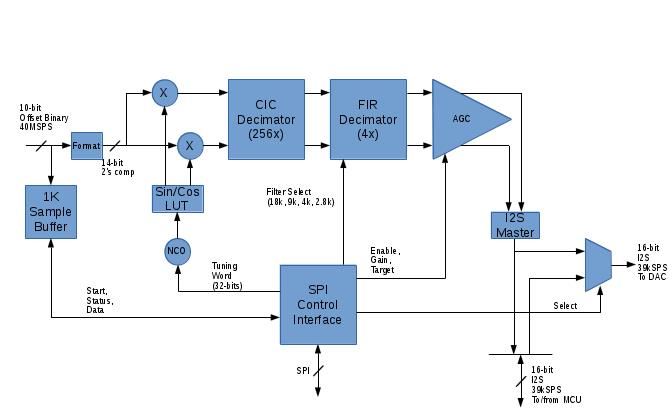 10-bit
Offset Binary
40MSPS
Format
14-bit
2's comp
X
X
CIC
Decimator
(256x)
FIR
Decimator
(4x)
AGC
1K
Sample
Buffer
Sin/Cos
LUT
NCO
Filter Select
(18k, 9k, 4k, 2.8k)
I2S
Master
16-bit
I2S
39kSPS
To DAC
Tuning
Word
(32-bits)
Enable,
Gain,
Target
SPI
Control
Interface
Start,
Status,
Data
Select
SPI
16-bit
I2S
39kSPS
To/from MCU